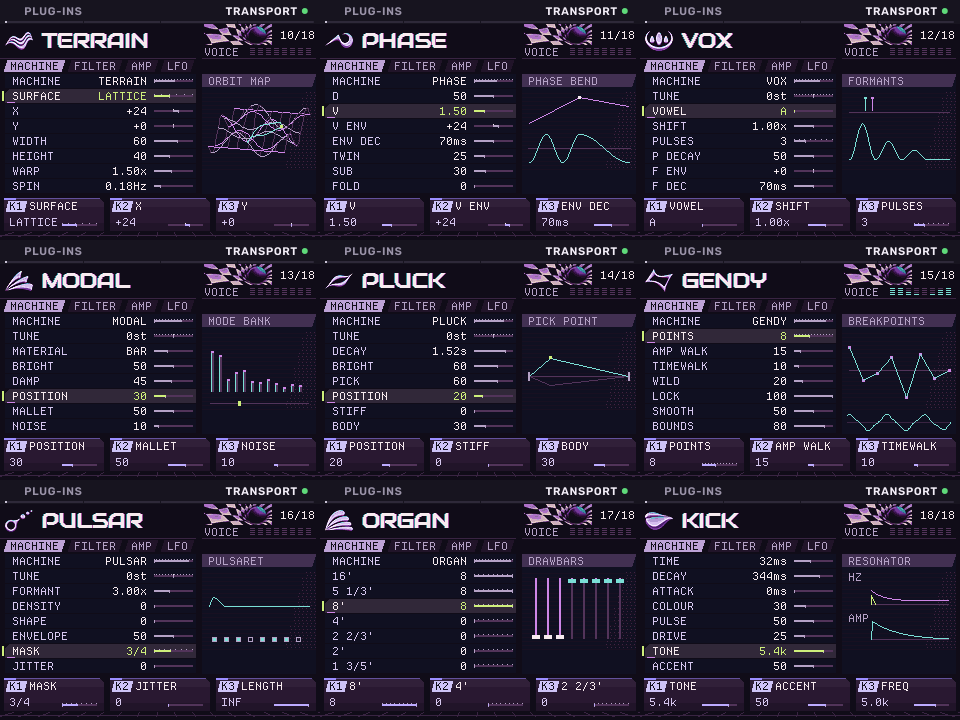 PLUG-INS TRANSPORT
TERRAIN 10/18
VOICE
MACHINE FILTER AMP LFO
MACHINE TERRAIN ORBIT MAP
SURFACE LATTICE
X +24
Y +0
WIDTH 60
HEIGHT 40
WARP 1.50x
SPIN 0.18Hz
K1 SURFACE K2 X K3 Y
LATTICE +24 +0
PLUG-INS TRANSPORT
PHASE 11/18
VOICE
MACHINE FILTER AMP LFO
MACHINE PHASE PHASE BEND
D 50
V 1.50
V ENV +24
ENV DEC 70ms
TWIN 25
SUB 30
FOLD 0
K1 V K2 V ENV K3 ENV DEC
1.50 +24 70ms
PLUG-INS TRANSPORT
VOX 12/18
VOICE
MACHINE FILTER AMP LFO
MACHINE VOX FORMANTS
TUNE 0st
VOWEL A
SHIFT 1.00x
PULSES 3
P DECAY 50
F ENV +0
F DEC 70ms
K1 VOWEL K2 SHIFT K3 PULSES
A 1.00x 3
PLUG-INS TRANSPORT
MODAL 13/18
VOICE
MACHINE FILTER AMP LFO
MACHINE MODAL MODE BANK
TUNE 0st
MATERIAL BAR
BRIGHT 50
DAMP 45
POSITION 30
MALLET 50
NOISE 10
K1 POSITION K2 MALLET K3 NOISE
30 50 10
PLUG-INS TRANSPORT
PLUCK 14/18
VOICE
MACHINE FILTER AMP LFO
MACHINE PLUCK PICK POINT
TUNE 0st
DECAY 1.52s
BRIGHT 60
PICK 60
POSITION 20
STIFF 0
BODY 30
K1 POSITION K2 STIFF K3 BODY
20 0 30
PLUG-INS TRANSPORT
GENDY 15/18
VOICE
MACHINE FILTER AMP LFO
MACHINE GENDY BREAKPOINTS
POINTS 8
AMP WALK 15
TIMEWALK 10
WILD 20
LOCK 100
SMOOTH 50
BOUNDS 80
K1 POINTS K2 AMP WALK K3 TIMEWALK
8 15 10
PLUG-INS TRANSPORT
PULSAR 16/18
VOICE
MACHINE FILTER AMP LFO
MACHINE PULSAR PULSARET
TUNE 0st
FORMANT 3.00x
DENSITY 0
SHAPE 0
ENVELOPE 50
MASK 3/4
JITTER 0
K1 MASK K2 JITTER K3 LENGTH
3/4 0 INF
PLUG-INS TRANSPORT
ORGAN 17/18
VOICE
MACHINE FILTER AMP LFO
MACHINE ORGAN DRAWBARS
16' 8
5 1/3' 8
8' 8
4' 0
2 2/3' 0
2' 0
1 3/5' 0
K1 8' K2 4' K3 2 2/3'
8 0 0
PLUG-INS TRANSPORT
KICK 18/18
VOICE
MACHINE FILTER AMP LFO
TIME 32ms RESONATOR
DECAY 344ms HZ
ATTACK 0ms
COLOUR 30
PULSE 50 AMP
DRIVE 25
TONE 5.4k
ACCENT 50
K1 TONE K2 ACCENT K3 FREQ
5.4k 50 5.0k